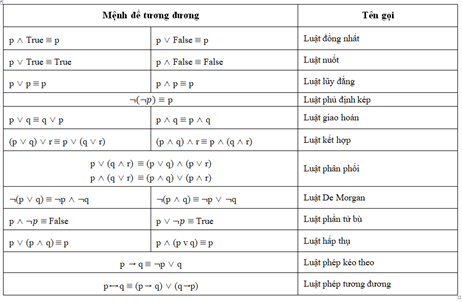 Mệnh đề tương đương Tên gọi
p ∧ True ≡ p p ∨ False ≡ p Luật đồng nhất
p ∨ True ≡ True p ∧ False ≡ False Luật nuốt
p ∨ p ≡ p p ∧ p ≡ p Luật lũy đẳng
¬(¬p) ≡ p Luật phủ định kép
p ∨ q ≡ q ∨ p p ∧ q ≡ p ∧ q Luật giao hoán
(p ∨ q) ∨ r ≡ p ∨ (q ∨ r) (p ∧ q) ∧ r ≡ p ∧ (q ∧ r) Luật kết hợp
p ∨ (q ∧ r) ≡ (p ∨ q) ∧ (p ∨ r)
p ∧ (q ∨ r) ≡ (p ∧ q) ∨ (p ∧ r)
Luật phân phối
¬(p ∨ q) ≡ ¬p ∧ ¬q ¬(p ∧ q) ≡ ¬p ∨ ¬q Luật De Morgan
p ∧ ¬p ≡ False p ∨ ¬p ≡ True Luật phần tử bù
p ∨ (p ∧ q) ≡ p p ∧ (p v q) ≡ p Luật hấp thụ
p → q ≡ ¬p ∨ q Luật phép kéo theo
p↔q ≡ (p→ q) ∨ (q→p) Luật phép tương đương